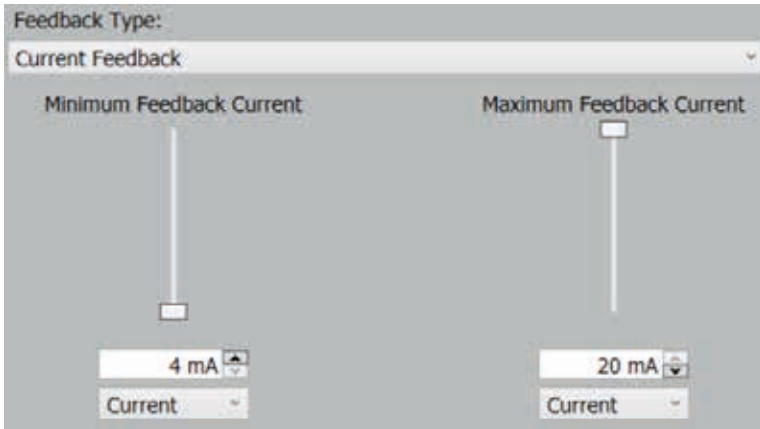 Feedback Type:
Current Feedback
Minimum Feedback Current
Maximum Feedback Current
4 mA
20 mA
Current
Current